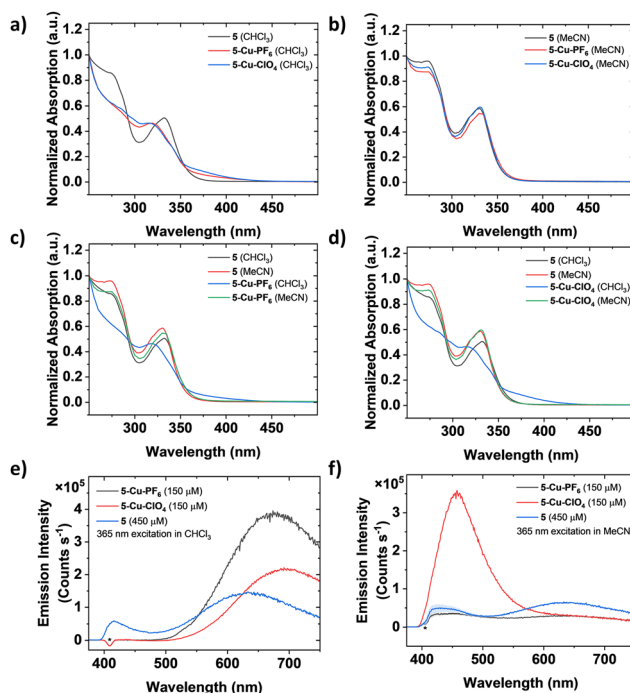 a)
5 (CHCl₃)
5-Cu-PF₆ (CHCl₃)
5-Cu-ClO₄ (CHCl₃)
Normalized Absorption (a.u.)
1.0
0.8
0.6
0.4
0.2
0.0
300 350 400 450
Wavelength (nm)
b)
5 (MeCN)
5-Cu-PF₆ (MeCN)
5-Cu-ClO₄ (MeCN)
Normalized Absorption (a.u.)
1.0
0.8
0.6
0.4
0.2
0.0
300 350 400 450
Wavelength (nm)
c)
5 (CHCl₃)
5 (MeCN)
5-Cu-PF₆ (CHCl₃)
5-Cu-PF₆ (MeCN)
Normalized Absorption (a.u.)
1.0
0.8
0.6
0.4
0.2
0.0
300 350 400 450
Wavelength (nm)
d)
5 (CHCl₃)
5 (MeCN)
5-Cu-ClO₄ (CHCl₃)
5-Cu-ClO₄ (MeCN)
Normalized Absorption (a.u.)
1.0
0.8
0.6
0.4
0.2
0.0
300 350 400 450
Wavelength (nm)
e)
×10⁵
5-Cu-PF₆ (150 μM)
5-Cu-ClO₄ (150 μM)
5 (450 μM)
365 nm excitation in CHCl₃
Emission Intensity
(Counts s⁻¹)
5
4
3
2
1
0
*
400 500 600 700
Wavelength (nm)
f)
×10⁵
5-Cu-PF₆ (150 μM)
5-Cu-ClO₄ (150 μM)
5 (450 μM)
365 nm excitation in MeCN
Emission Intensity
(Counts s⁻¹)
4
3
2
1
0
*
400 500 600 700
Wavelength (nm)